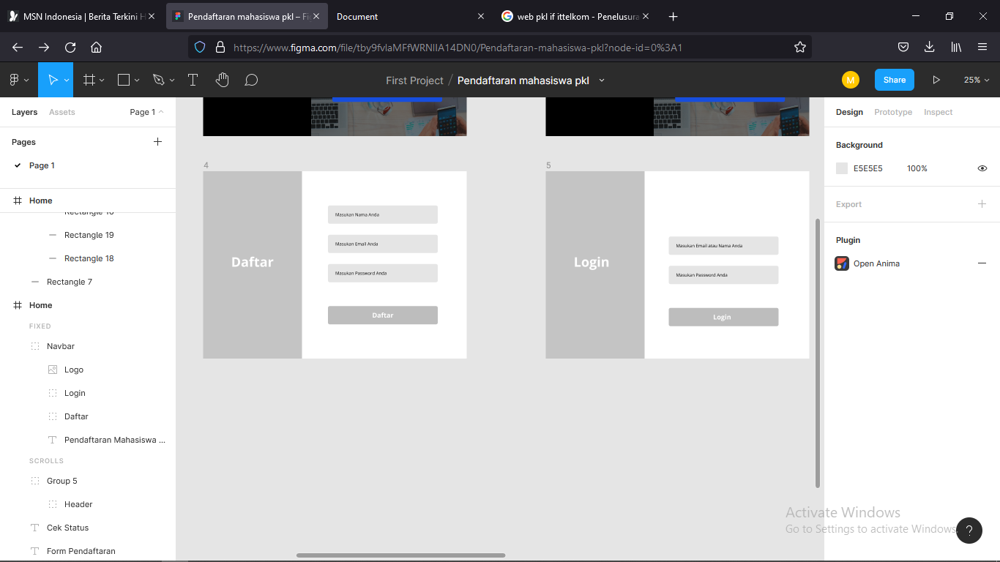 MSN Indonesia | Berita Terkini H
Pendaftaran mahasiswa pkl – Fig
Document
web pkl if ittelkom - Penelusura
https://www.figma.com/file/tby9fvlaMFfWRNIIA14DN0/Pendaftaran-mahasiswa-pkl?node-id=0%3A1
First Project / Pendaftaran mahasiswa pkl
M
Share
25%
Layers
Assets
Page 1
Pages
Page 1
Home
Rectangle 19
Rectangle 18
Rectangle 7
Home
FIXED
Navbar
Logo
Login
Daftar
Pendaftaran Mahasiswa ...
SCROLLS
Group 5
Header
Cek Status
Form Pendaftaran
4
Daftar
Masukan Nama Anda
Masukan Email Anda
Masukan Password Anda
Daftar
5
Login
Masukan Email atau Nama Anda
Masukan Password Anda
Login
Design
Prototype
Inspect
Background
E5E5E5
100%
Export
Plugin
Open Anima
Activate Windows
Go to Settings to activate Windows.
?